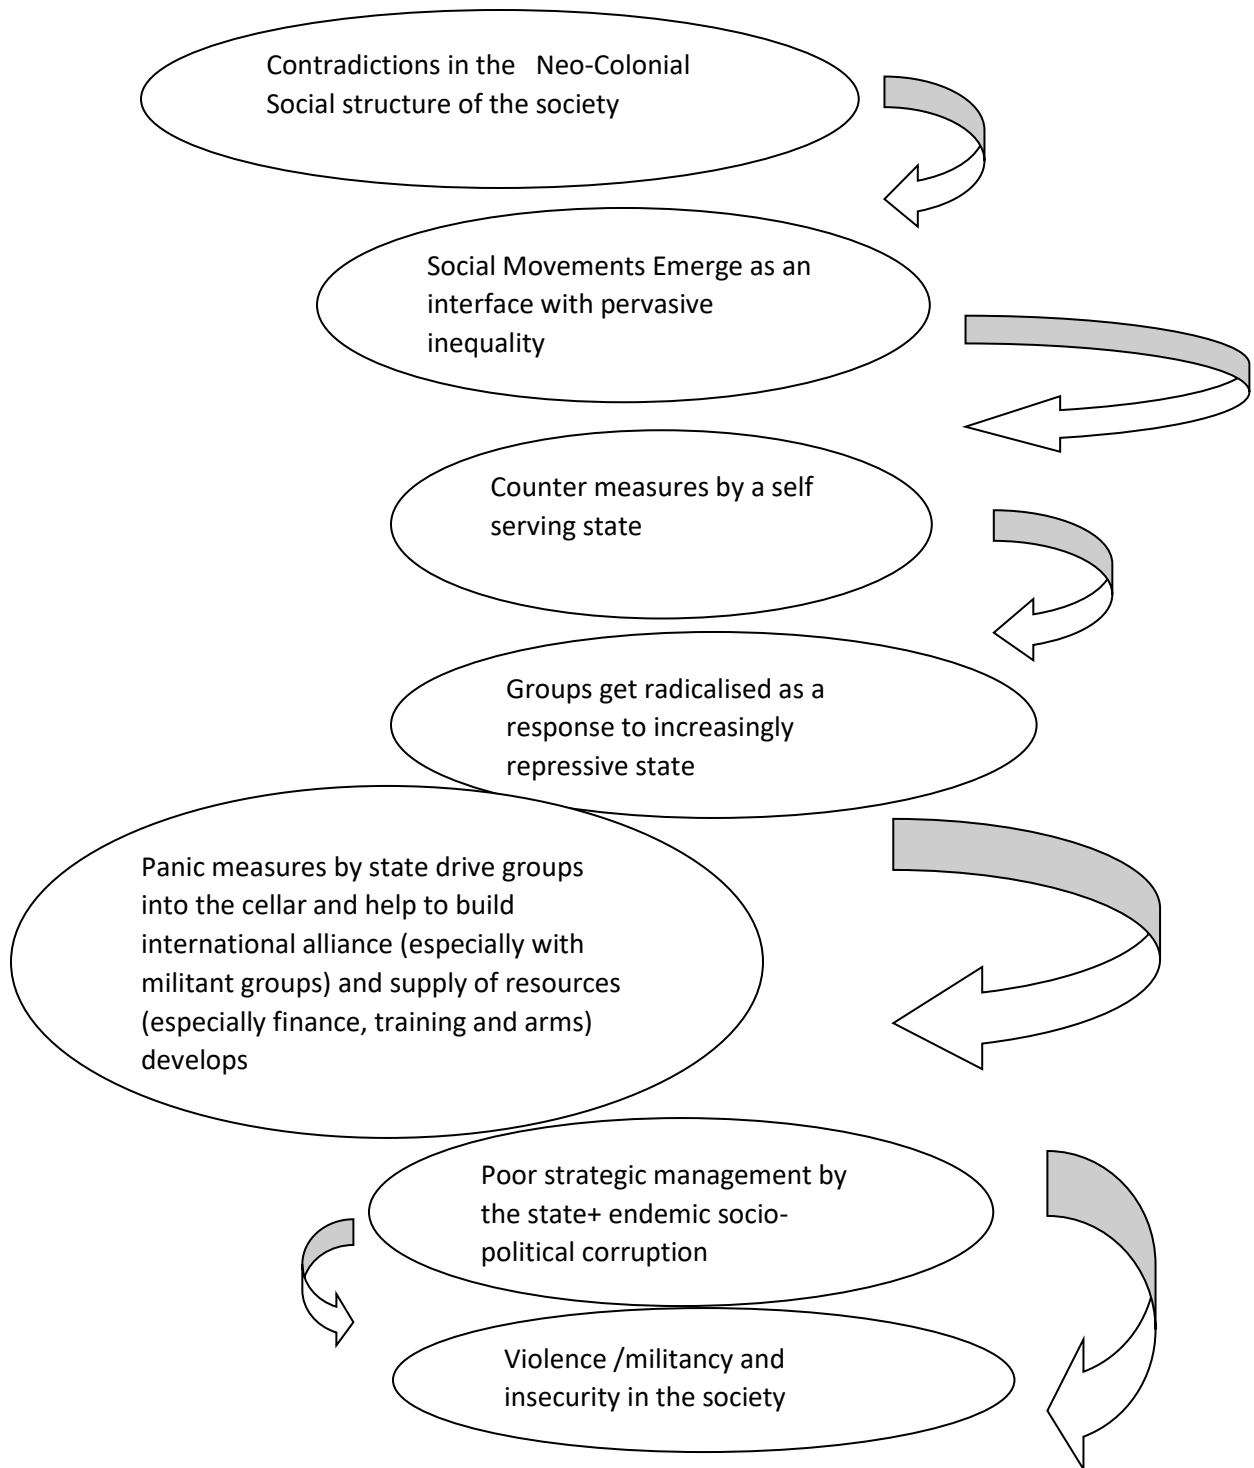 Contradictions in the Neo-Colonial
Social structure of the society
Social Movements Emerge as an
interface with pervasive
inequality
Counter measures by a self
serving state
Groups get radicalised as a
response to increasingly
repressive state
Panic measures by state drive groups
into the cellar and help to build
international alliance (especially with
militant groups) and supply of resources
(especially finance, training and arms)
develops
Poor strategic management by
the state+ endemic socio-
political corruption
Violence /militancy and
insecurity in the society